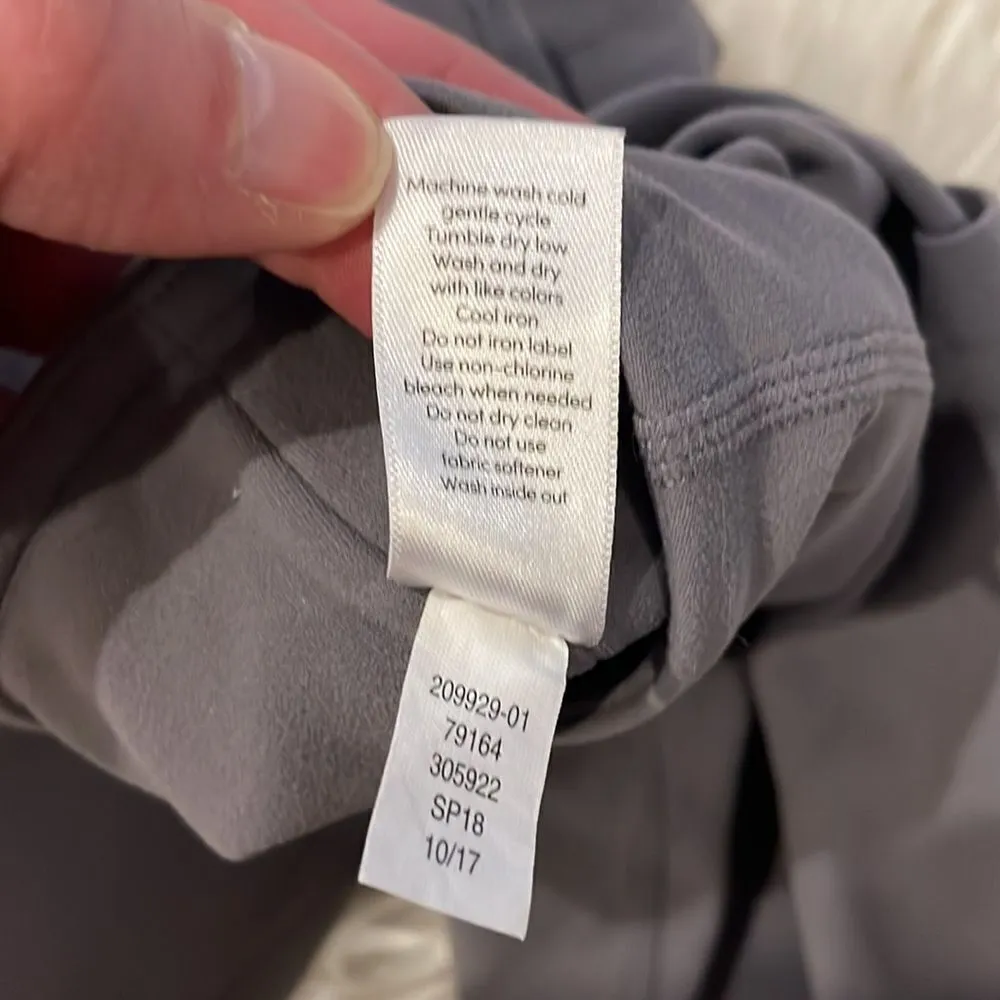 Machine wash cold
gentle cycle
Tumble dry low
Wash and dry
with like colors
Cool iron
Do not iron label
Use non-chlorine
bleach when needed
Do not dry clean
Do not use
fabric softener
Wash inside out
209929-01
79164
305922
SP18
10/17